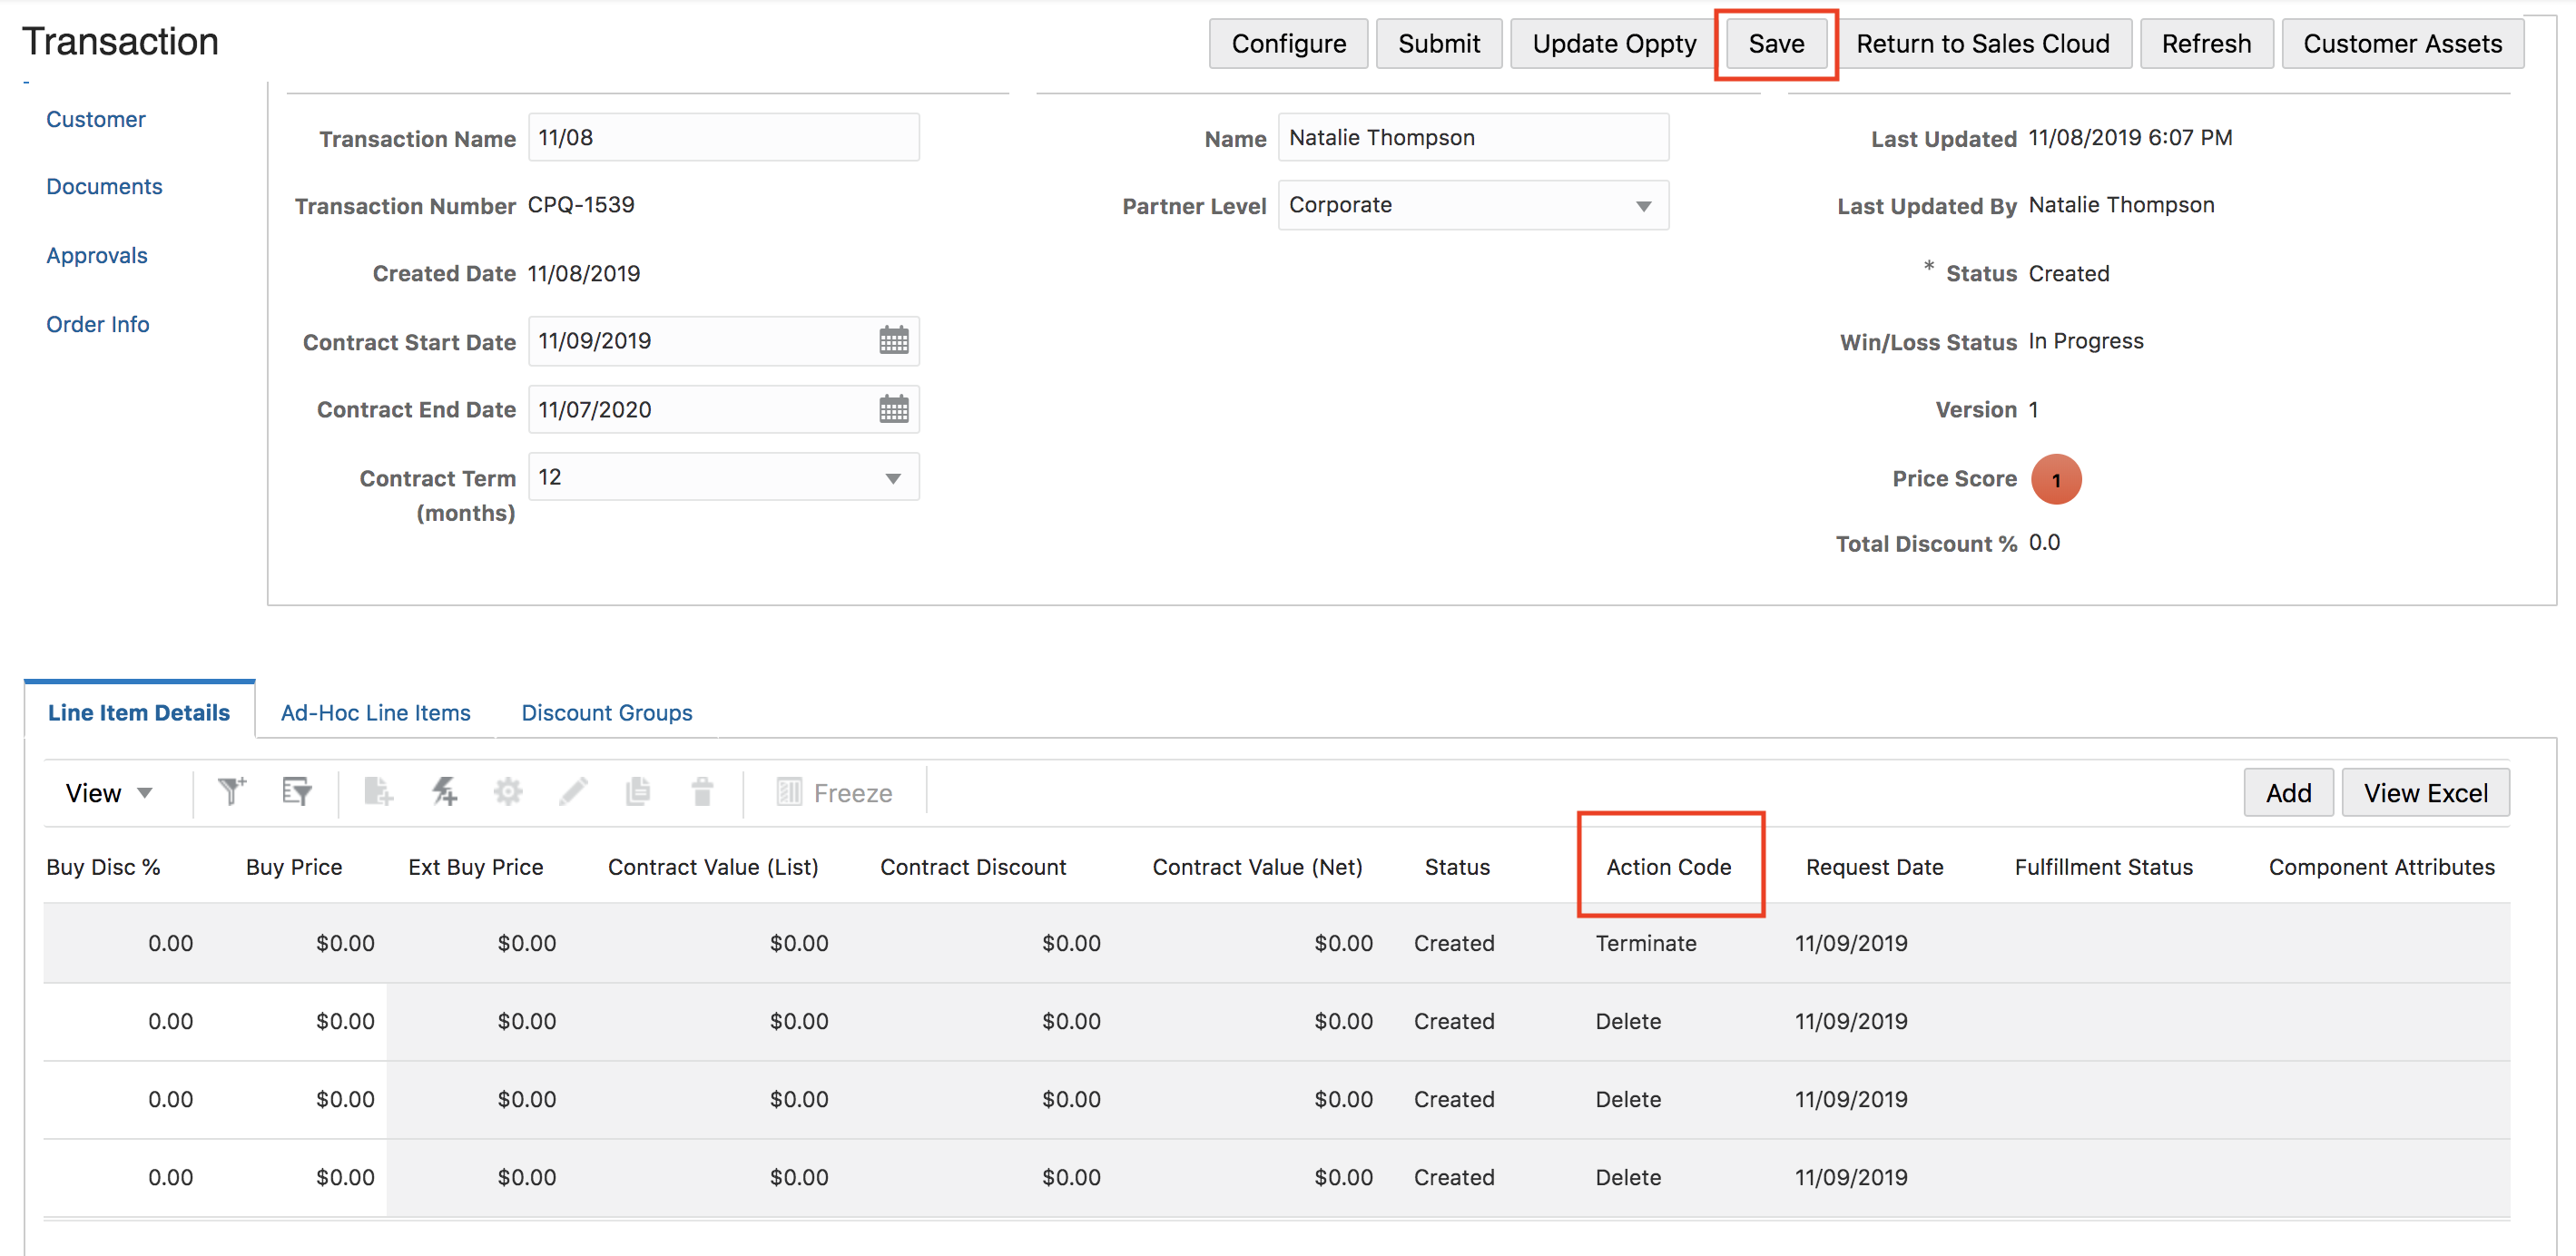 Transaction
Configure Submit Update Oppty Save Return to Sales Cloud Refresh Customer Assets
Customer
Documents
Approvals
Order Info
Transaction Name 11/08
Transaction Number CPQ-1539
Created Date 11/08/2019
Contract Start Date 11/09/2019
Contract End Date 11/07/2020
Contract Term 12
(months)
Name Natalie Thompson
Partner Level Corporate
Last Updated 11/08/2019 6:07 PM
Last Updated By Natalie Thompson
* Status Created
Win/Loss Status In Progress
Version 1
Price Score 1
Total Discount % 0.0
Line Item Details Ad-Hoc Line Items Discount Groups
View Freeze Add View Excel
Buy Disc % Buy Price Ext Buy Price Contract Value (List) Contract Discount Contract Value (Net) Status Action Code Request Date Fulfillment Status Component Attributes
0.00 $0.00 $0.00 $0.00 $0.00 $0.00 Created Terminate 11/09/2019
0.00 $0.00 $0.00 $0.00 $0.00 $0.00 Created Delete 11/09/2019
0.00 $0.00 $0.00 $0.00 $0.00 $0.00 Created Delete 11/09/2019
0.00 $0.00 $0.00 $0.00 $0.00 $0.00 Created Delete 11/09/2019